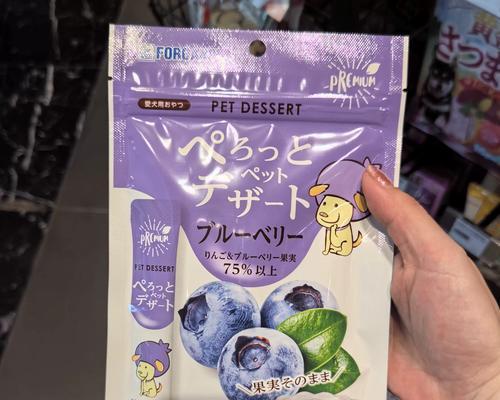 PREMIUM
愛犬用おやつ
PET DESSERT
ぺろっと
ペット
デザート
ブルーベリー
りんご&ブルーベリー果実
75%以上
PREMIUM
PET DESSERT
ぺろっと
ペット
デザート
果実そのまま
さつま